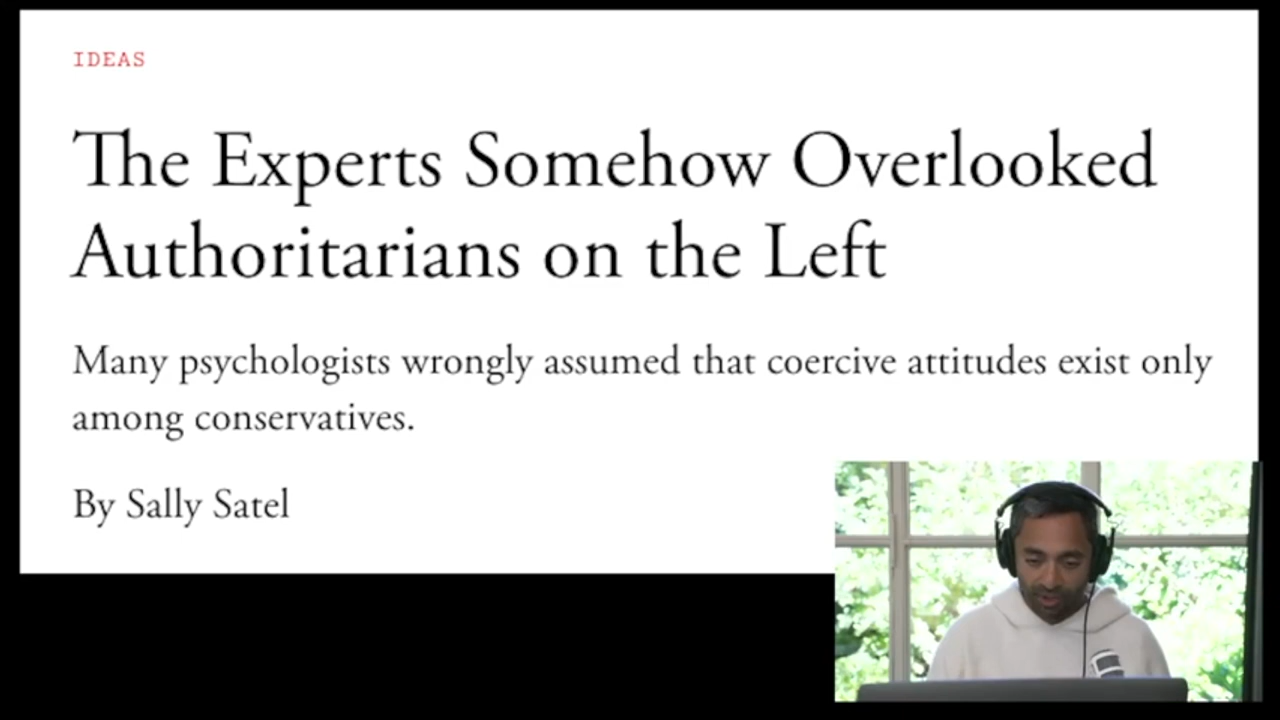 IDEAS
The Experts Somehow Overlooked
Authoritarians on the Left
Many psychologists wrongly assumed that coercive attitudes exist only
among conservatives.
By Sally Satel